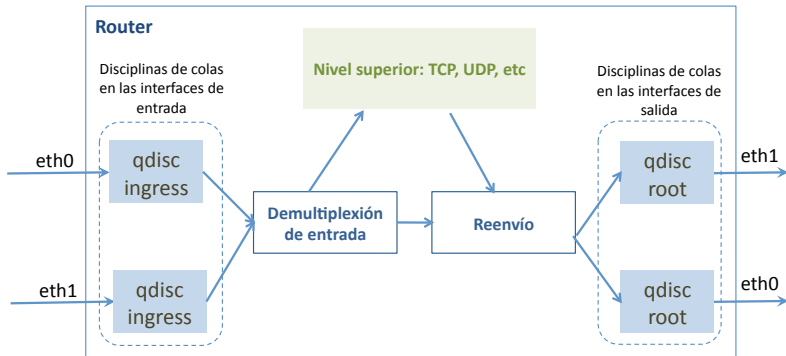 Router
Disciplinas de colas
en las interfaces de
entrada
Nivel superior: TCP, UDP, etc
Disciplinas de colas
en las interfaces de
salida
eth0
qdisc
ingress
qdisc
root
eth1
Demultiplexión
de entrada
Reenvío
eth1
qdisc
ingress
qdisc
root
eth0